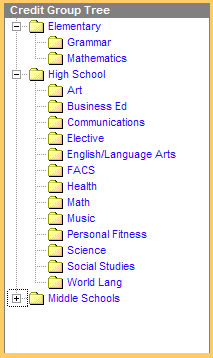 Credit Group Tree
Elementary
Grammar
Mathematics
High School
Art
Business Ed
Communications
Elective
English/Language Arts
FACS
Health
Math
Music
Personal Fitness
Science
Social Studies
World Lang
Middle Schools